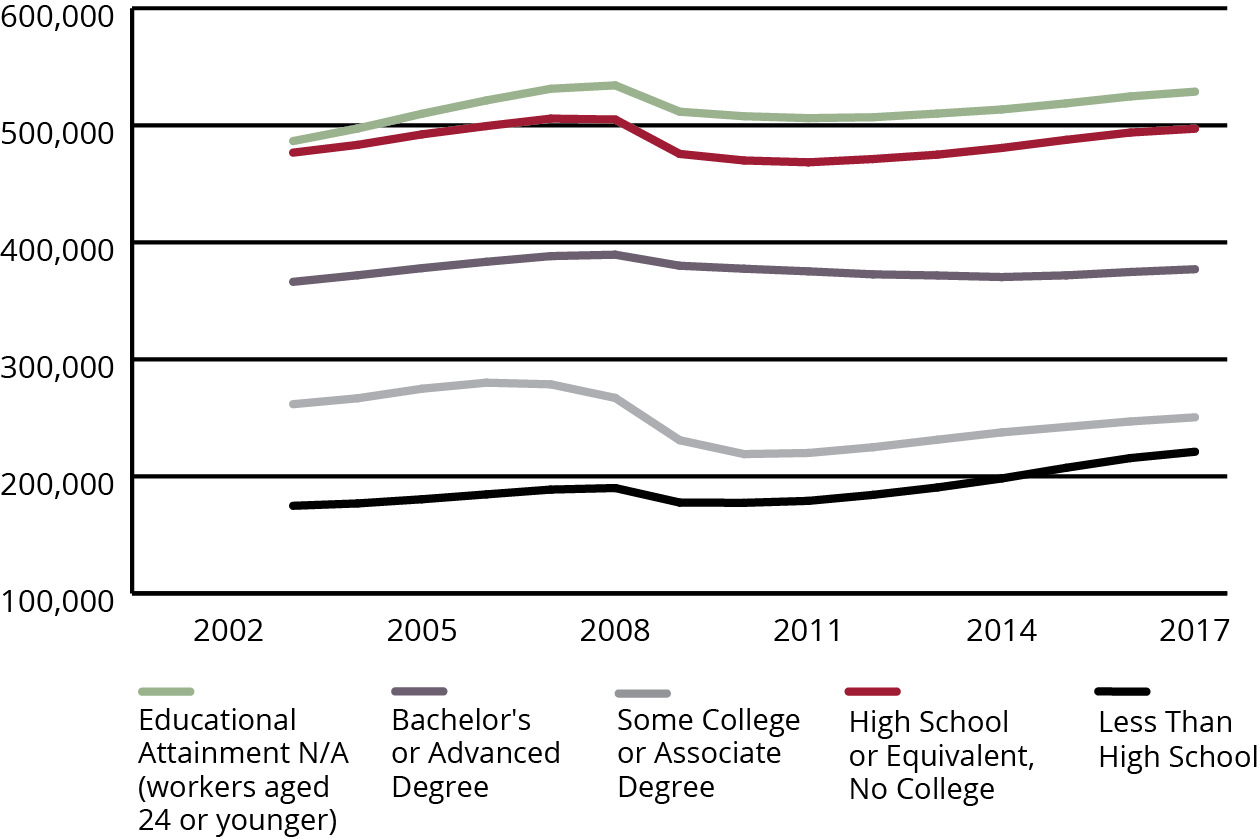 600,000
500,000
400,000
300,000
200,000
100,000
2002 2005 2008 2011 2014 2017
Educational
Attainment N/A
(workers aged
24 or younger)
Bachelor's
or Advanced
Degree
Some College
or Associate
Degree
High School
or Equivalent,
No College
Less Than
High School